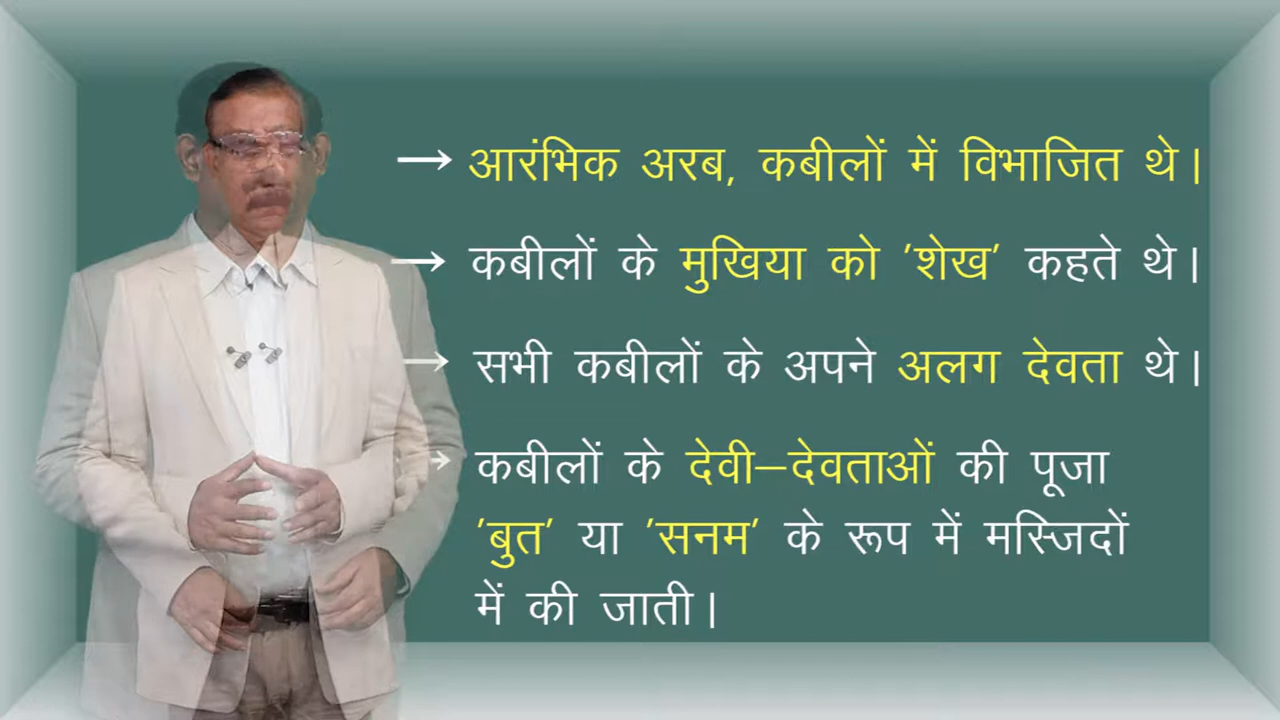 → आरंभिक अरब, कबीलों में विभाजित थे।
→ कबीलों के मुखिया को 'शेख' कहते थे।
→ सभी कबीलों के अपने अलग देवता थे।
→ कबीलों के देवी–देवताओं की पूजा
'बुत' या 'सनम' के रूप में मस्जिदों
में की जाती।